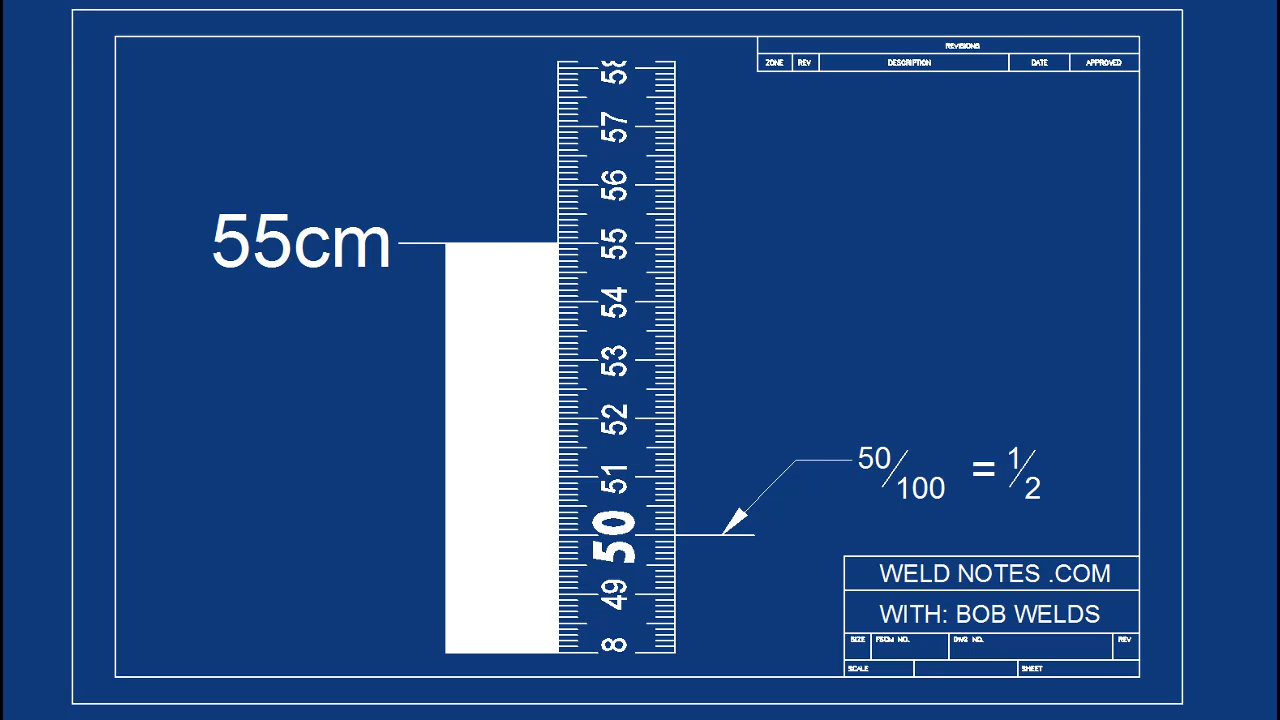 REVISIONS
ZONE REV DESCRIPTION DATE APPROVED
58
57
56
55
55cm
54
53
52
51
50/100 = 1/2
50
49
8
WELD NOTES .COM
WITH: BOB WELDS
SIZE FSCM NO. DWG NO. REV
SCALE SHEET